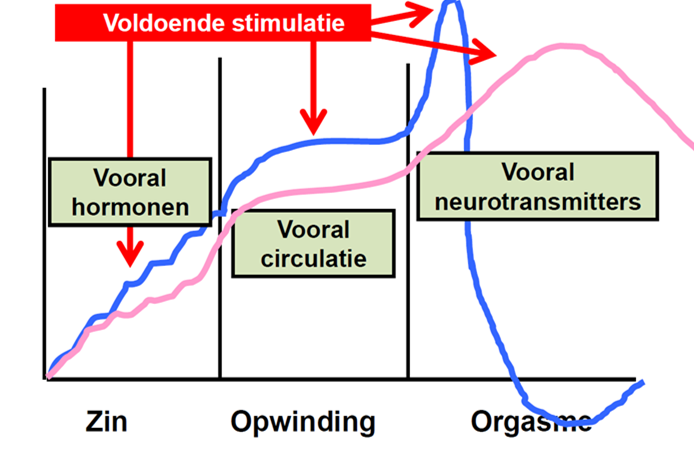 Voldoende stimulatie
Vooral
hormonen
Vooral
circulatie
Vooral
neurotransmitters
Zin
Opwinding
Orgasme